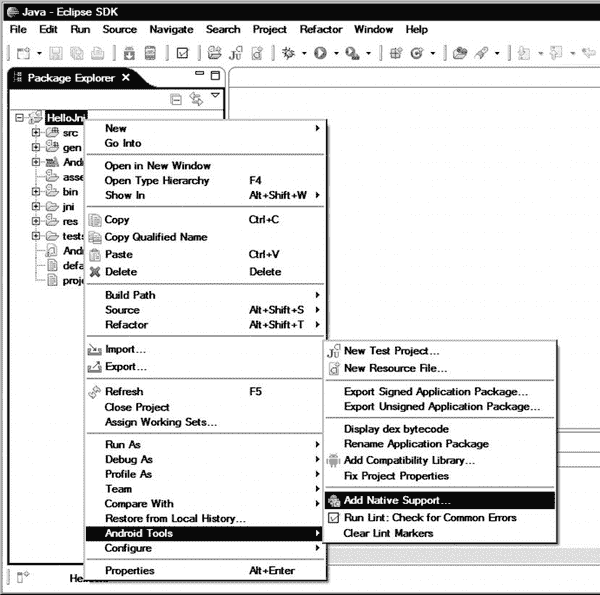 Java - Eclipse SDK
File Edit Run Source Navigate Search Project Refactor Window Help
Package Explorer
HelloJni
src
gen
And
asse
bin
jni
res
tests
And
defa
proj
New
Go Into
Open in New Window
Open Type Hierarchy F4
Show In Alt+Shift+W
Copy Ctrl+C
Copy Qualified Name
Paste Ctrl+V
Delete Delete
Build Path
Source Alt+Shift+S
Refactor Alt+Shift+T
Import...
Export...
Refresh F5
Close Project
Assign Working Sets...
Run As
Debug As
Profile As
Team
Compare With
Restore from Local History...
Android Tools
Configure
Properties Alt+Enter
New Test Project...
New Resource File...
Export Signed Application Package...
Export Unsigned Application Package...
Display dex bytecode
Rename Application Package
Add Compatibility Library...
Fix Project Properties
Add Native Support...
Run Lint: Check for Common Errors
Clear Lint Markers